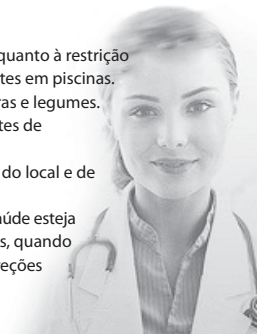 quanto à restrição
tes em piscinas.
ras e legumes.
tes de
do local e de
úde esteja
s, quando
eções